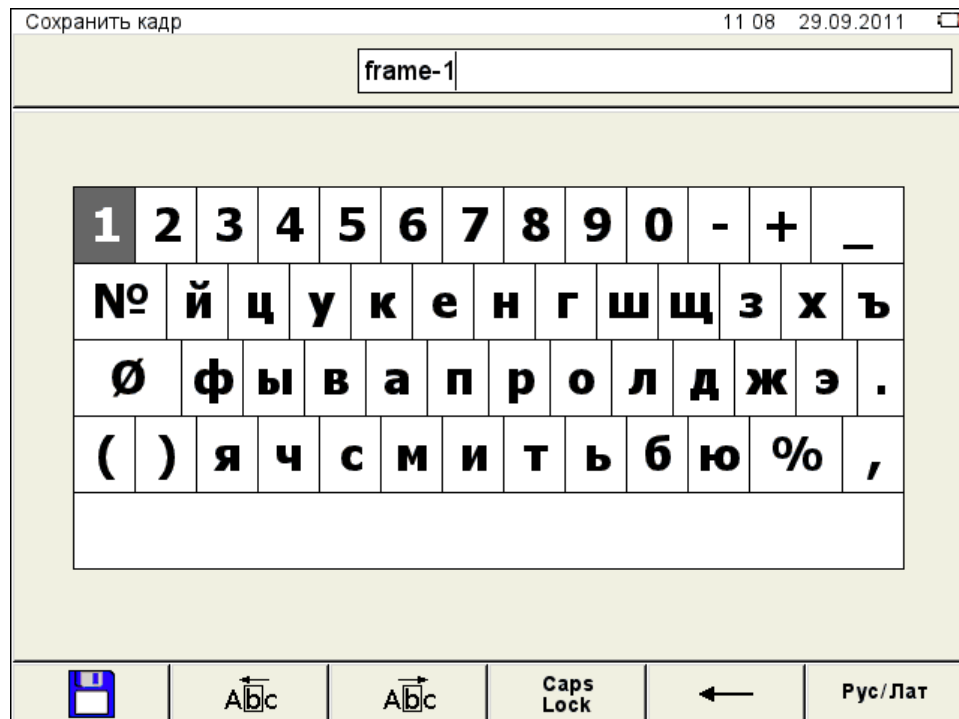 Сохранить кадр 11 08 29.09.2011
frame-1
1 2 3 4 5 6 7 8 9 0 - + _
№ й ц у к е н г ш щ з х ъ
Ø ф ы в а п р о л д ж э .
( ) я ч с м и т ь б ю % ,
Abc Abc Caps Lock Рус/Лат